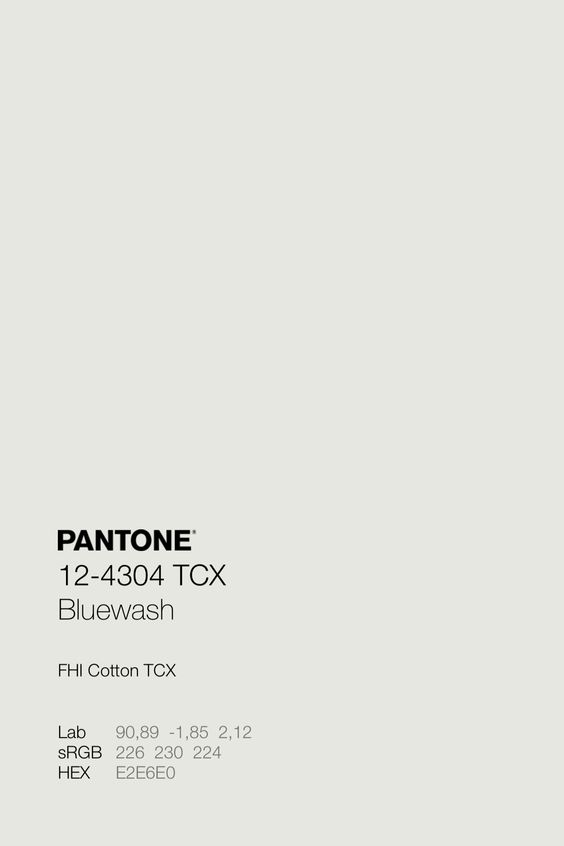 PANTONE®
12-4304 TCX
Bluewash
FHI Cotton TCX
Lab 90,89 -1,85 2,12
sRGB 226 230 224
HEX E2E6E0